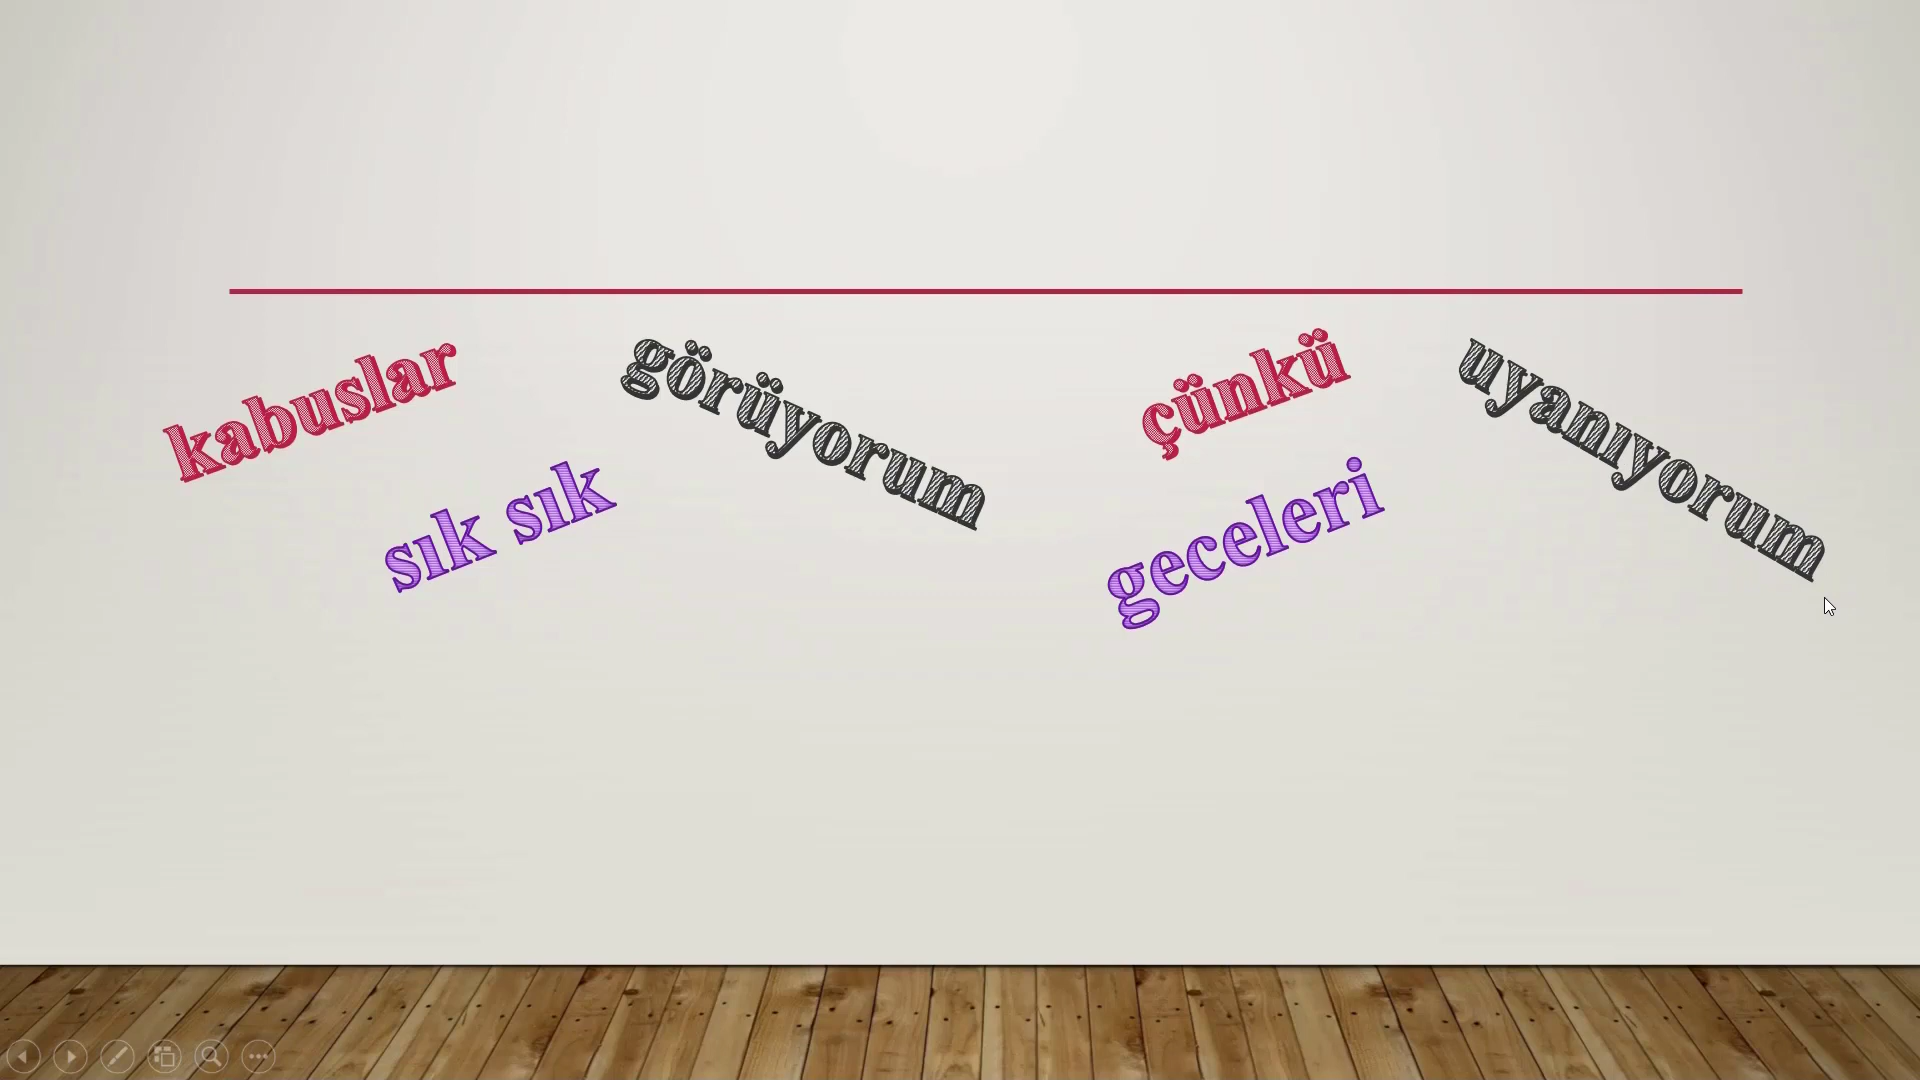 kabuslar
görüyorum
çünkü
uyanıyorum
sık sık
geceleri